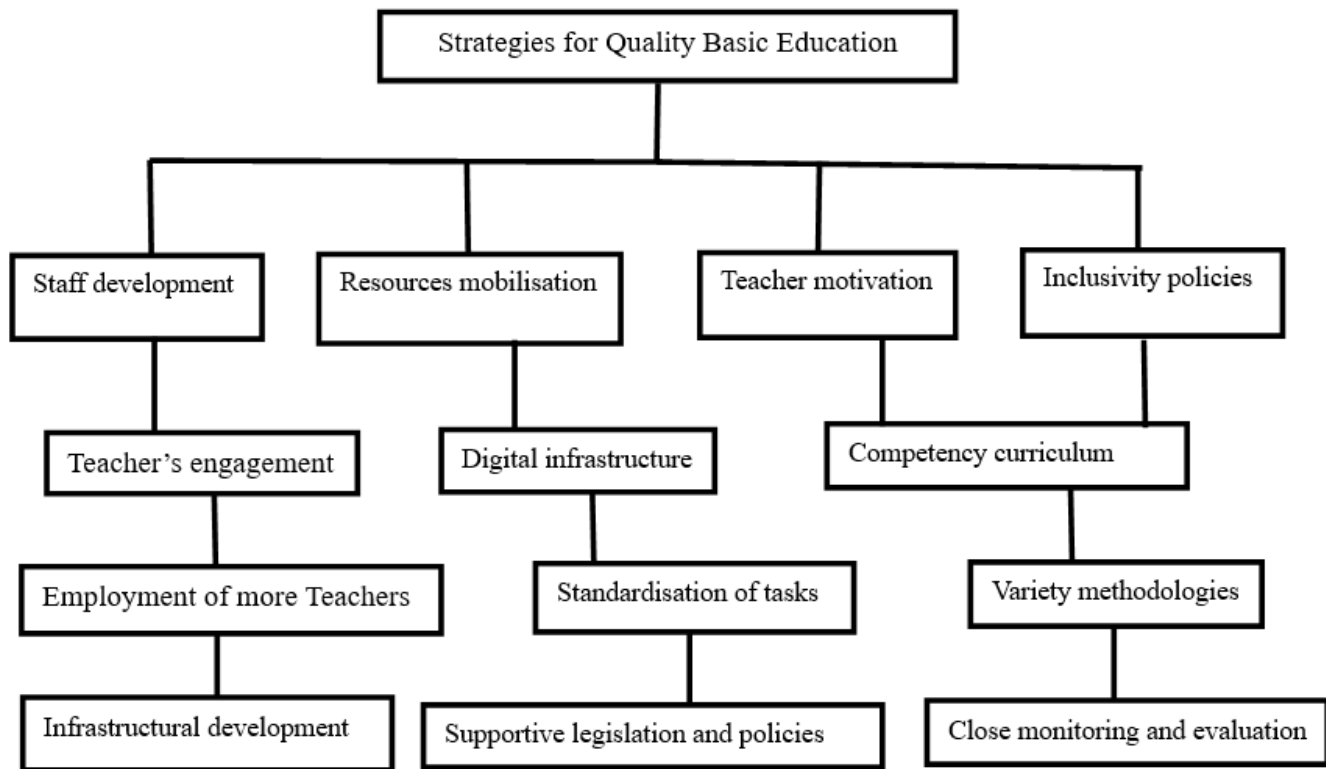 Strategies for Quality Basic Education
Staff development
Resources mobilisation
Teacher motivation
Inclusivity policies
Teacher’s engagement
Digital infrastructure
Competency curriculum
Employment of more Teachers
Standardisation of tasks
Variety methodologies
Infrastructural development
Supportive legislation and policies
Close monitoring and evaluation